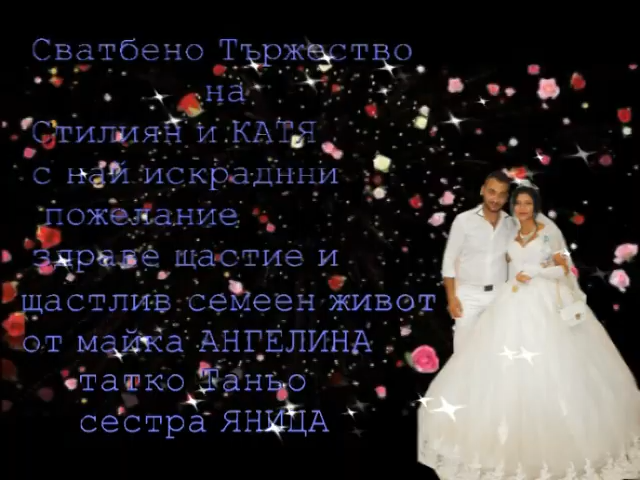 Сватбено Тържество
на
Стилиян и КАТЯ
с най искраднни
пожелание
здраве щастие и
щастлив семеен живот
от майка АНГЕЛИНА
татко Таньо
сестра ЯНИЦА